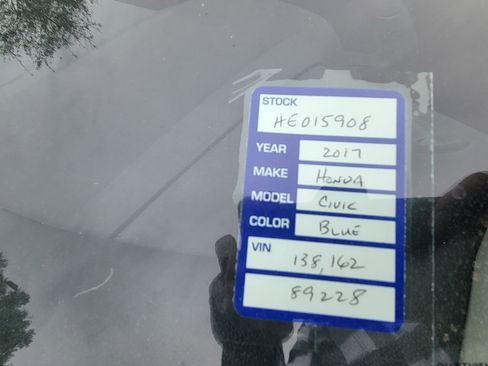 STOCK
HE015908
YEAR 2017
MAKE HONDA
MODEL CIVIC
COLOR BLUE
VIN
138,162
89228